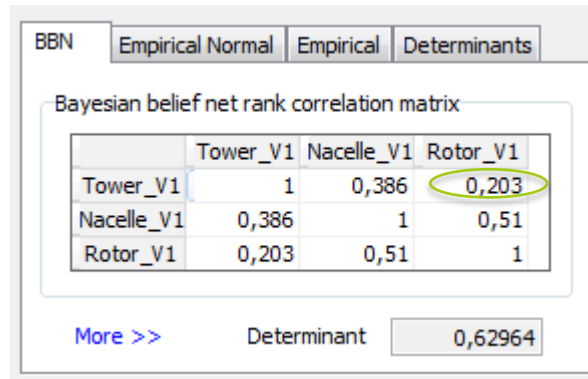 BBN Empirical Normal Empirical Determinants
Bayesian belief net rank correlation matrix
Tower_V1 Nacelle_V1 Rotor_V1
Tower_V1 1 0,386 0,203
Nacelle_V1 0,386 1 0,51
Rotor_V1 0,203 0,51 1
More >> Determinant 0,62964